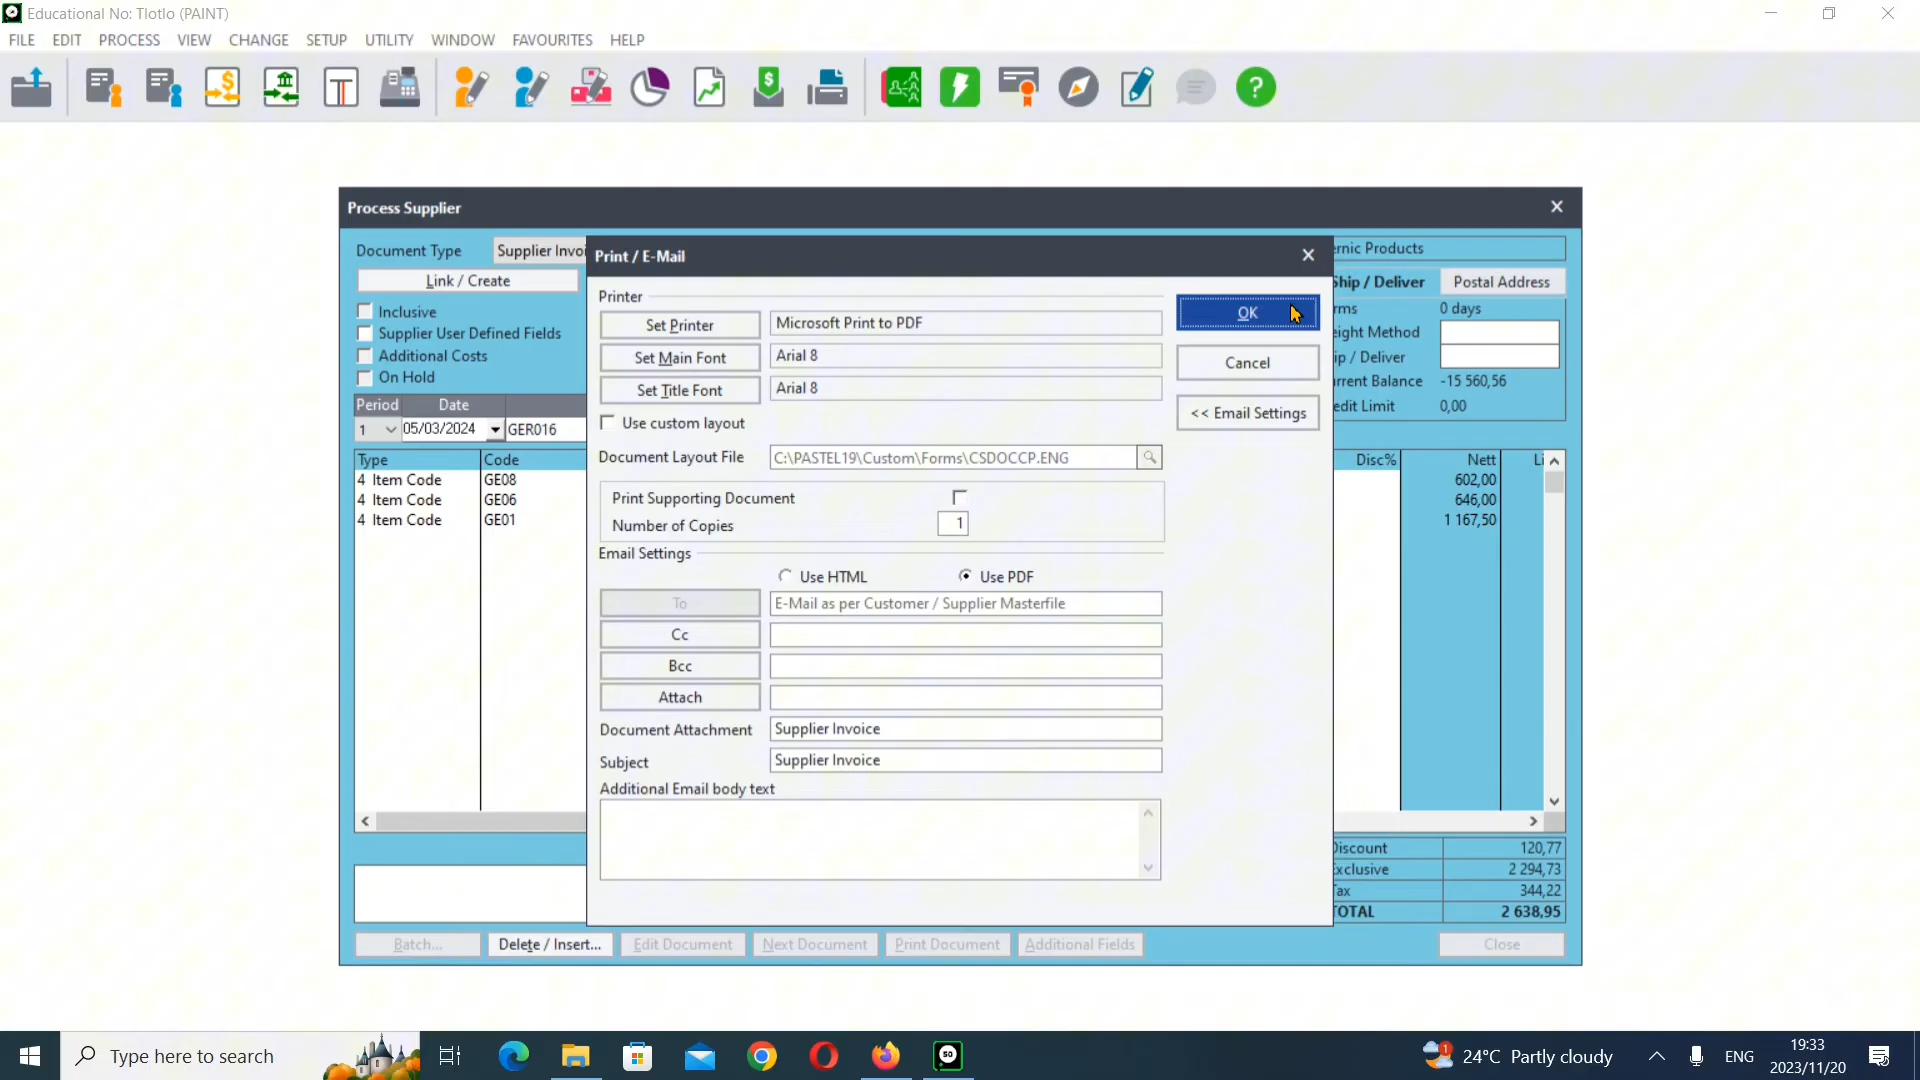 Educational No: Tlotlo (PAINT)
FILE EDIT PROCESS VIEW CHANGE SETUP UTILITY WINDOW FAVOURITES HELP
Process Supplier
Document Type Supplier Invoi
Link / Create
Inclusive
Supplier User Defined Fields
Additional Costs
On Hold
Period Date
1 05/03/2024 GER016
Type Code
4 Item Code GE08
4 Item Code GE06
4 Item Code GE01
Print / E-Mail
Printer
Set Printer Microsoft Print to PDF
Set Main Font Arial 8
Set Title Font Arial 8
Use custom layout
Document Layout File C:\PASTEL19\Custom\Forms\CSDOCCP.ENG
Print Supporting Document
Number of Copies 1
Email Settings
Use HTML Use PDF
To E-Mail as per Customer / Supplier Masterfile
Cc
Bcc
Attach
Document Attachment Supplier Invoice
Subject Supplier Invoice
Additional Email body text
OK
Cancel
<< Email Settings
ernic Products
Ship / Deliver Postal Address
rms 0 days
eight Method
ip / Deliver
rrent Balance -15 560,56
edit Limit 0,00
Disc% Nett Li
602,00
646,00
1 167,50
Discount 120,77
Exclusive 2 294,73
Tax 344,22
TOTAL 2 638,95
Batch... Delete / Insert... Edit Document Next Document Print Document Additional Fields Close
Type here to search
24°C Partly cloudy
ENG
19:33
2023/11/20